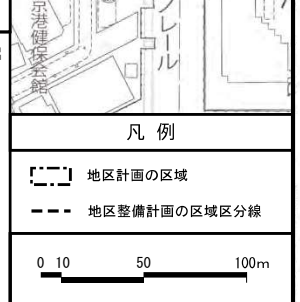 京港健保会館
ノレール
凡 例
地区計画の区域
地区整備計画の区域区分線
0 10 50 100m